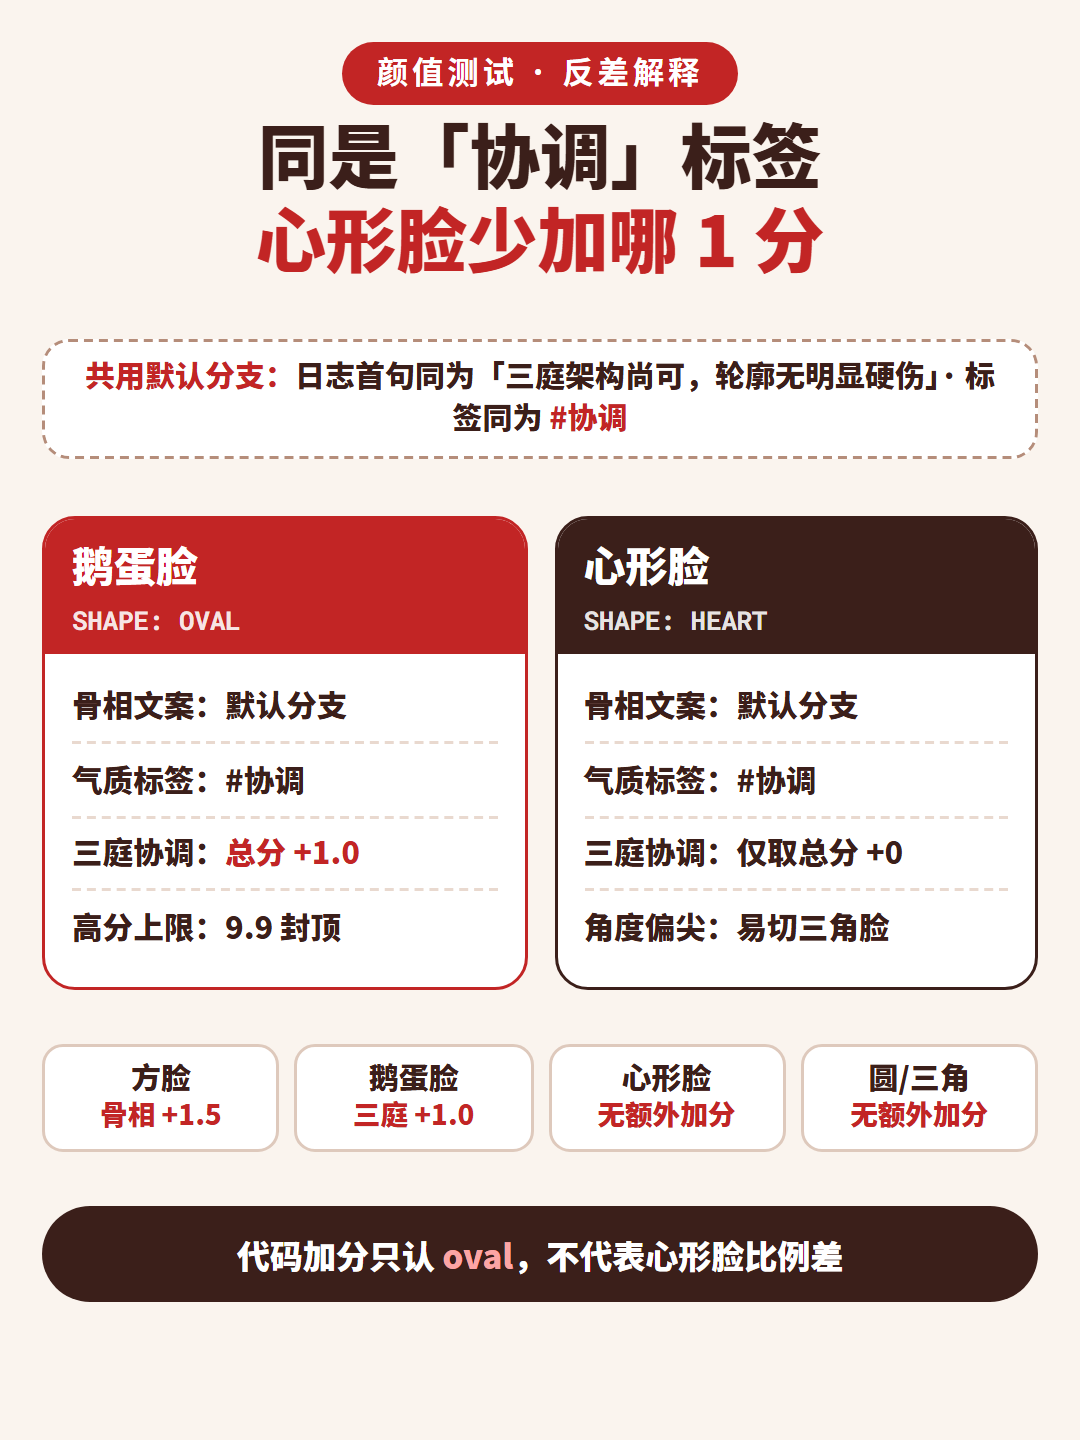 颜值测试 · 反差解释
同是「协调」标签
心形脸少加哪 1 分
共用默认分支：日志首句同为「三庭架构尚可，轮廓无明显硬伤」· 标
签同为 #协调
鹅蛋脸
SHAPE: OVAL
骨相文案：默认分支
气质标签：#协调
三庭协调：总分 +1.0
高分上限：9.9 封顶
心形脸
SHAPE: HEART
骨相文案：默认分支
气质标签：#协调
三庭协调：仅取总分 +0
角度偏尖：易切三角脸
方脸
骨相 +1.5
鹅蛋脸
三庭 +1.0
心形脸
无额外加分
圆/三角
无额外加分
代码加分只认 oval，不代表心形脸比例差